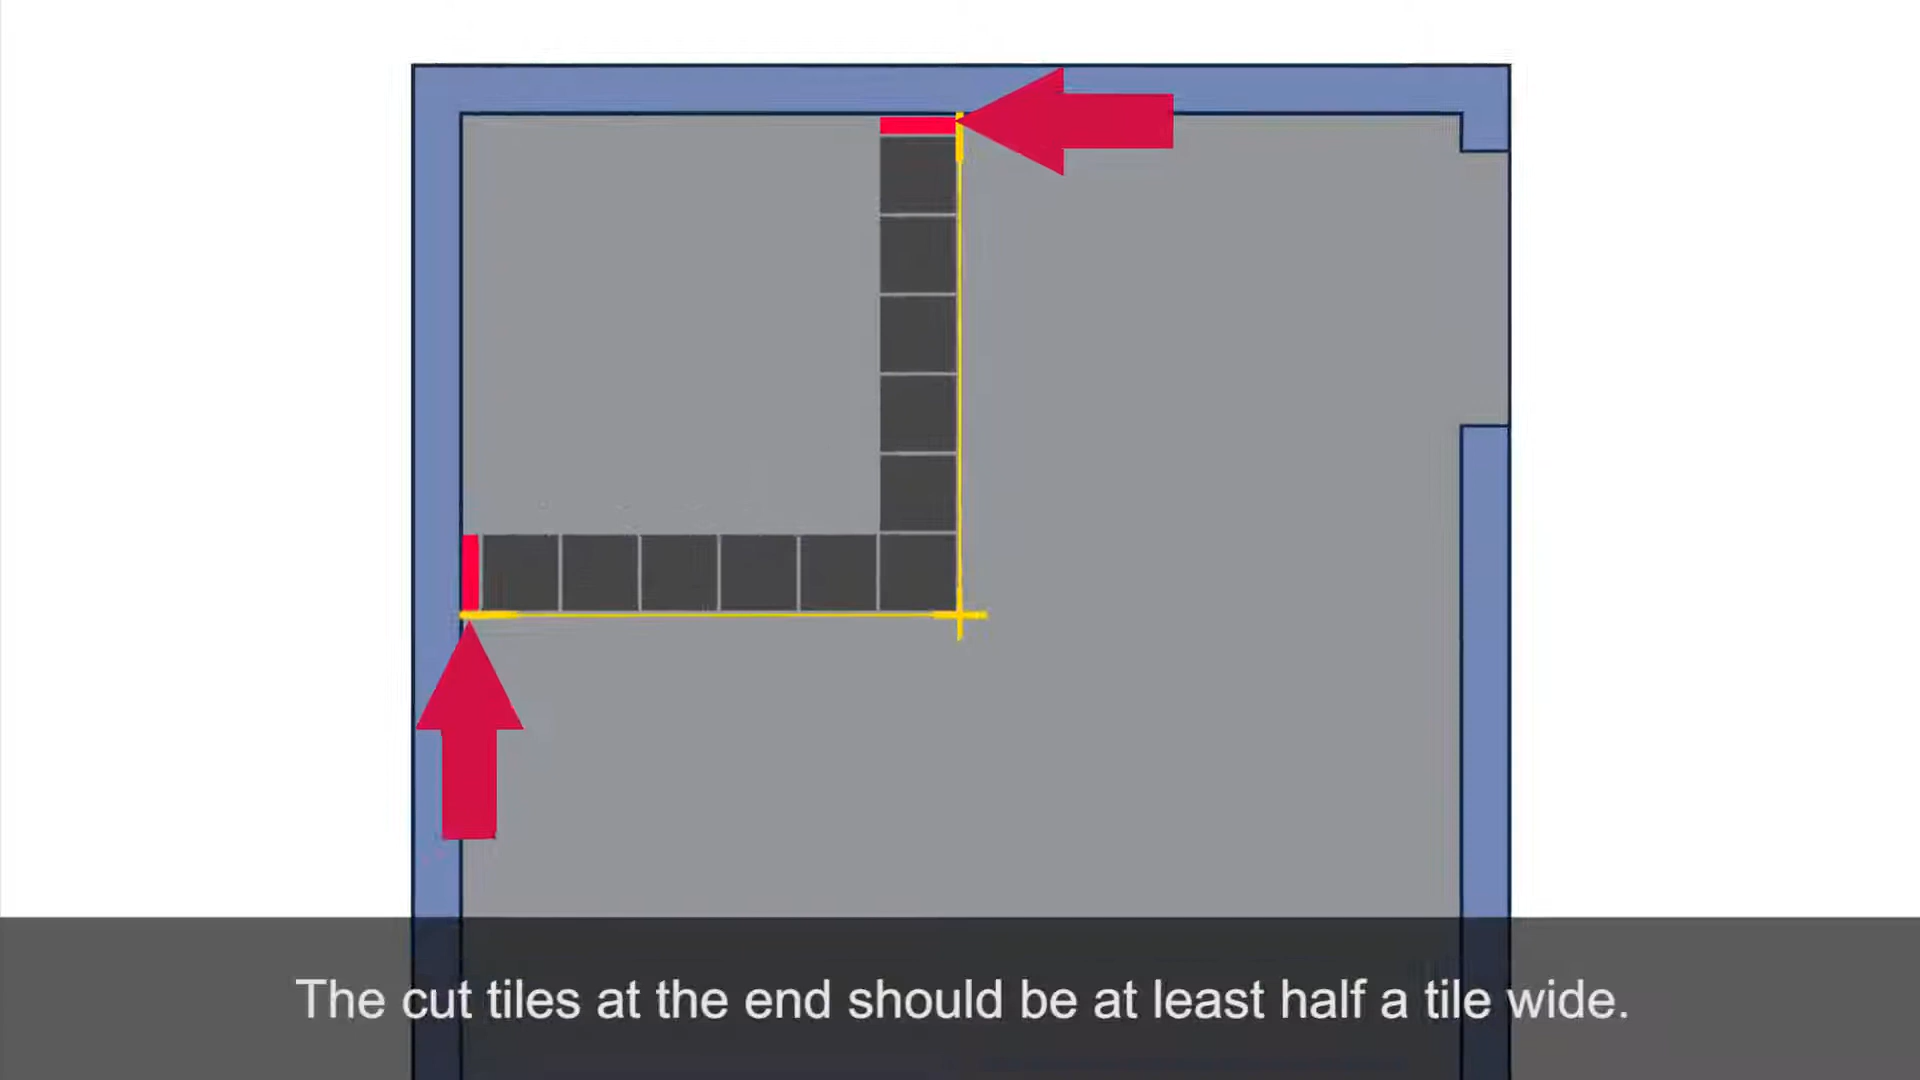 The cut tiles at the end should be at least half a tile wide.